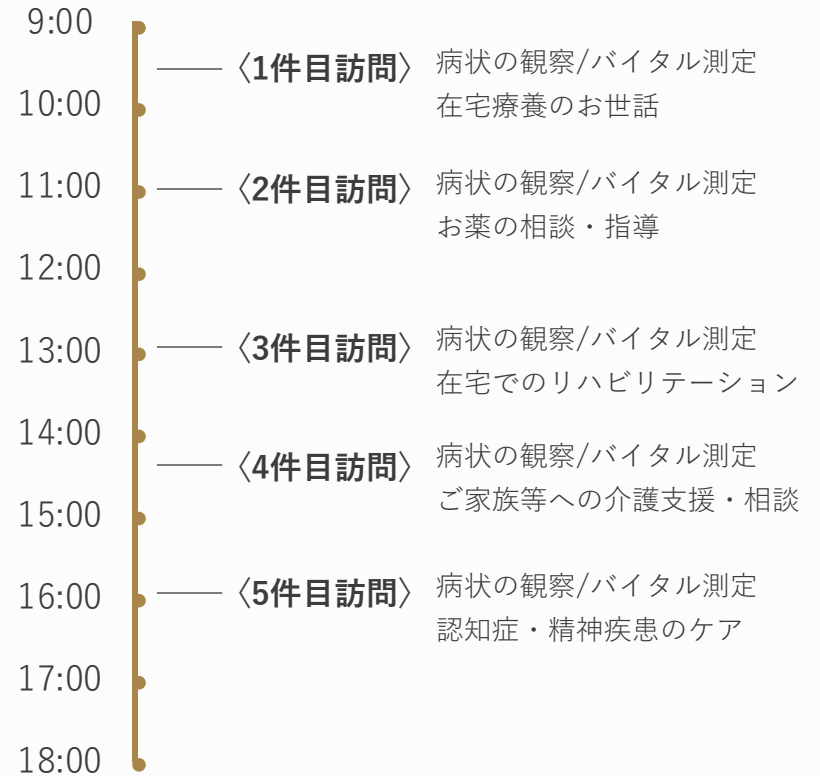 9:00
〈1件目訪問〉 病状の観察/バイタル測定
在宅療養のお世話
10:00
11:00
〈2件目訪問〉 病状の観察/バイタル測定
お薬の相談・指導
12:00
13:00
〈3件目訪問〉 病状の観察/バイタル測定
在宅でのリハビリテーション
14:00
〈4件目訪問〉 病状の観察/バイタル測定
ご家族等への介護支援・相談
15:00
16:00
〈5件目訪問〉 病状の観察/バイタル測定
認知症・精神疾患のケア
17:00
18:00